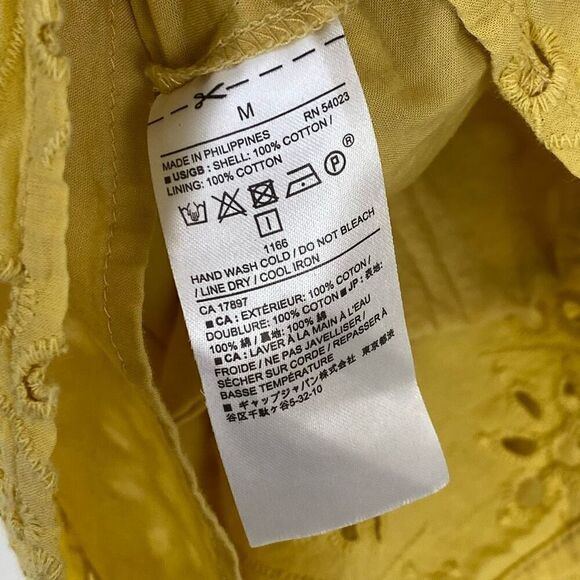 M
RN 54023
MADE IN PHILIPPINES
■ US/GB : SHELL: 100% COTTON /
LINING: 100% COTTON
P ®
1166
HAND WASH COLD / DO NOT BLEACH
/ LINE DRY / COOL IRON
CA 17897
■ CA : EXTÉRIEUR: 100% COTON /
DOUBLURE: 100% COTON ■ JP : 表地:
100% 綿 / 裏地: 100% 綿
■ CA : LAVER À LA MAIN À L'EAU
FROIDE / NE PAS JAVELLISER /
SÉCHER SUR CORDE / REPASSER À
BASSE TEMPÉRATURE
■ ギャップジャパン株式会社 東京都渋
谷区千駄ヶ谷5-32-10